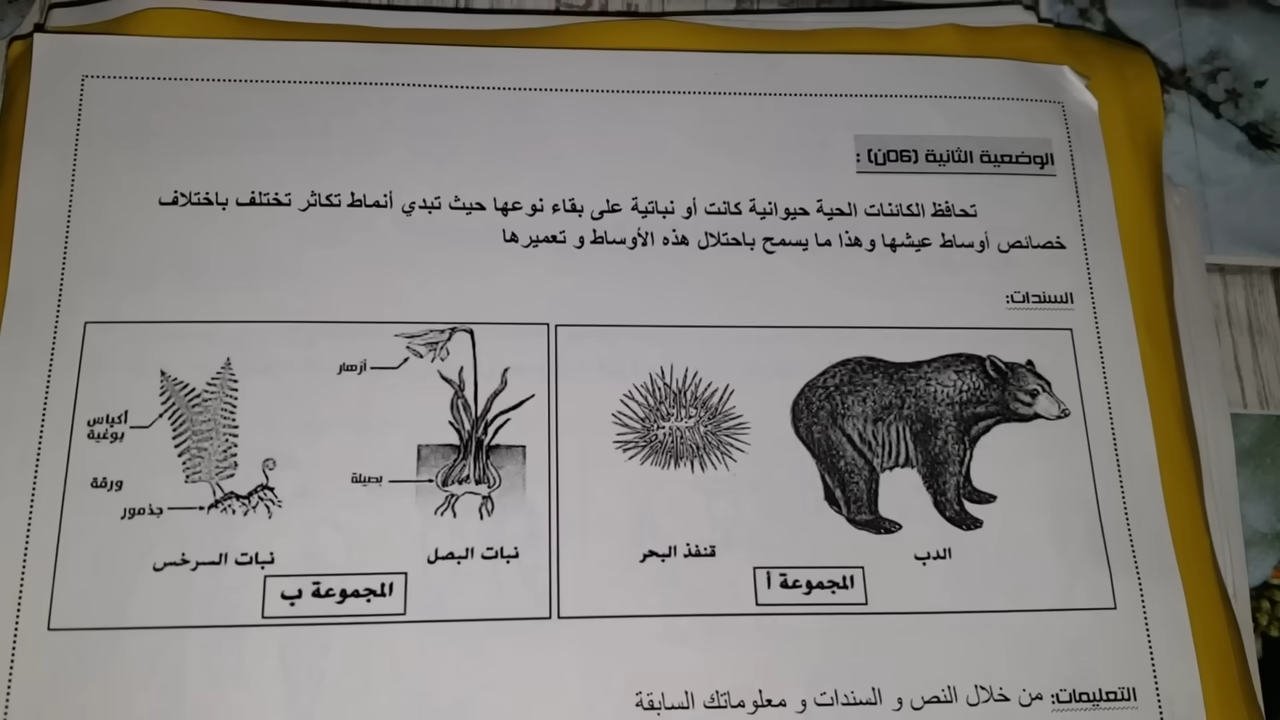 الوضعية الثانية (06ن) :
تحافظ الكائنات الحية حيوانية كانت أو نباتية على بقاء نوعها حيث تبدي أنماط تكاثر تختلف باختلاف
خصائص أوساط عيشها وهذا ما يسمح باحتلال هذه الأوساط و تعميرها
السندات:
الدب
قنفذ البحر
المجموعة أ
أزهار
بصيلة
نبات البصل
أكياس
بوغية
ورقة
جذمور
نبات السرخس
المجموعة ب
التعليمات: من خلال النص و السندات و معلوماتك السابقة